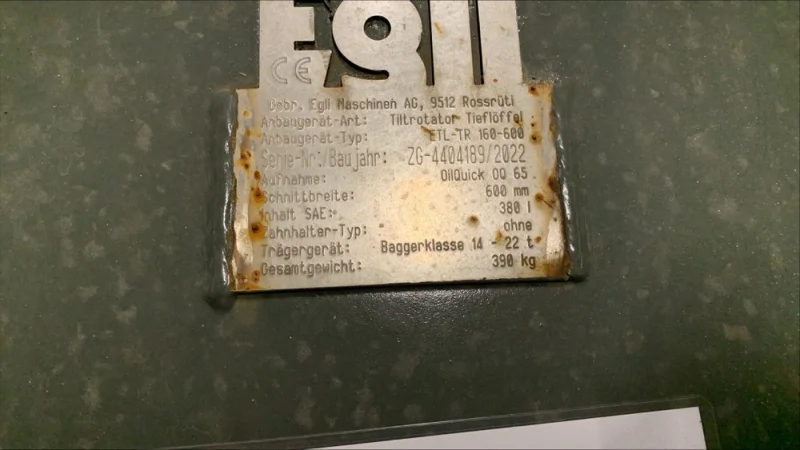 Egli
CE
Gebr. Egli Maschinen AG, 9512 Rossrüti
Anbaugerät-Art: Tiltrotator Tieflöffel
Anbaugerät-Typ: ETL-TR 160-600
Serie-Nr./Baujahr: ZG-4404189/2022
Aufnahme: OilQuick OQ 65
Schnittbreite: 600 mm
Inhalt SAE: 380 l
Zahnhalter-Typ: ohne
Trägergerät: Baggerklasse 14 - 22 t
Gesamtgewicht: 390 kg